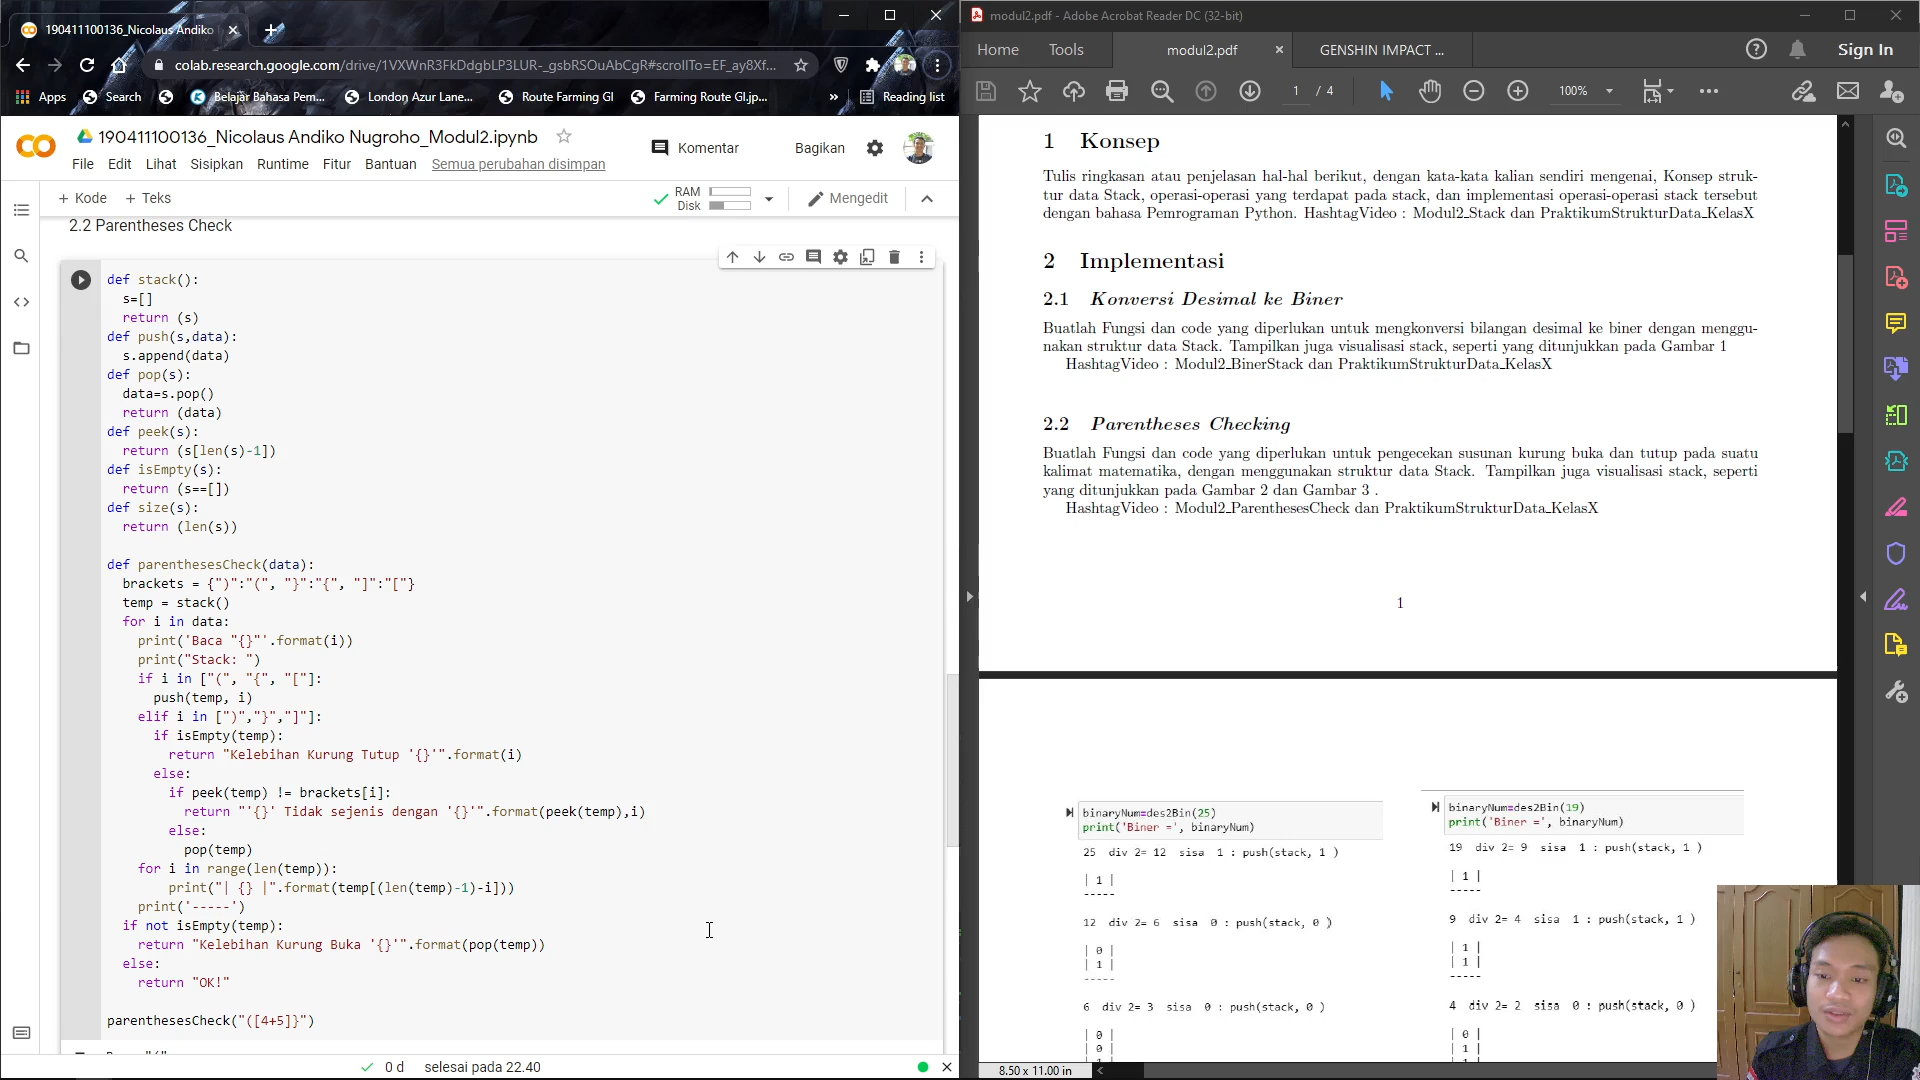 190411100136_Nicolaus Andiko
colab.research.google.com/drive/1VXWnR3FkDdgbLP3LUR-_gsbRSOuAbCgR#scrollTo=EF_ay8Xf...
Apps
Search
Belajar Bahasa Pem...
London Azur Lane...
Route Farming GI
Farming Route GI.jp...
»
Reading list
190411100136_Nicolaus Andiko Nugroho_Modul2.ipynb
File Edit Lihat Sisipkan Runtime Fitur Bantuan Semua perubahan disimpan
Komentar
Bagikan
+ Kode + Teks
RAM
Disk
Mengedit
2.2 Parentheses Check
def stack():
s=[]
return (s)
def push(s,data):
s.append(data)
def pop(s):
data=s.pop()
return (data)
def peek(s):
return (s[len(s)-1])
def isEmpty(s):
return (s==[])
def size(s):
return (len(s))
def parenthesesCheck(data):
brackets = {")":"(", "}":"{", "]":"["}
temp = stack()
for i in data:
print('Baca "{}"'.format(i))
print("Stack: ")
if i in ["(", "{", "["]:
push(temp, i)
elif i in [")","}","]"]:
if isEmpty(temp):
return "Kelebihan Kurung Tutup '{}'".format(i)
else:
if peek(temp) != brackets[i]:
return "'{}' Tidak sejenis dengan '{}'".format(peek(temp),i)
else:
pop(temp)
for i in range(len(temp)):
print("| {} |".format(temp[(len(temp)-1)-i]))
print('-----')
if not isEmpty(temp):
return "Kelebihan Kurung Buka '{}'".format(pop(temp))
else:
return "OK!"
parenthesesCheck("([4+5]}")
0 d selesai pada 22.40
modul2.pdf - Adobe Acrobat Reader DC (32-bit)
Home Tools modul2.pdf GENSHIN IMPACT ... Sign In
1 / 4 100%
1 Konsep
Tulis ringkasan atau penjelasan hal-hal berikut, dengan kata-kata kalian sendiri mengenai, Konsep struk-
tur data Stack, operasi-operasi yang terdapat pada stack, dan implementasi operasi-operasi stack tersebut
dengan bahasa Pemrograman Python. HashtagVideo : Modul2_Stack dan PraktikumStrukturData_KelasX
2 Implementasi
2.1 Konversi Desimal ke Biner
Buatlah Fungsi dan code yang diperlukan untuk mengkonversi bilangan desimal ke biner dengan menggu-
nakan struktur data Stack. Tampilkan juga visualisasi stack, seperti yang ditunjukkan pada Gambar 1
HashtagVideo : Modul2_BinerStack dan PraktikumStrukturData_KelasX
2.2 Parentheses Checking
Buatlah Fungsi dan code yang diperlukan untuk pengecekan susunan kurung buka dan tutup pada suatu
kalimat matematika, dengan menggunakan struktur data Stack. Tampilkan juga visualisasi stack, seperti
yang ditunjukkan pada Gambar 2 dan Gambar 3 .
HashtagVideo : Modul2_ParenthesesCheck dan PraktikumStrukturData_KelasX
1
binaryNum=des2Bin(25)
print('Biner =', binaryNum)
25 div 2= 12 sisa 1 : push(stack, 1 )
| 1 |
-----
12 div 2= 6 sisa 0 : push(stack, 0 )
| 0 |
| 1 |
-----
6 div 2= 3 sisa 0 : push(stack, 0 )
| 0 |
| 0 |
binaryNum=des2Bin(19)
print('Biner =', binaryNum)
19 div 2= 9 sisa 1 : push(stack, 1 )
| 1 |
-----
9 div 2= 4 sisa 1 : push(stack, 1 )
| 1 |
| 1 |
-----
4 div 2= 2 sisa 0 : push(stack, 0 )
| 0 |
| 1 |
8.50 x 11.00 in